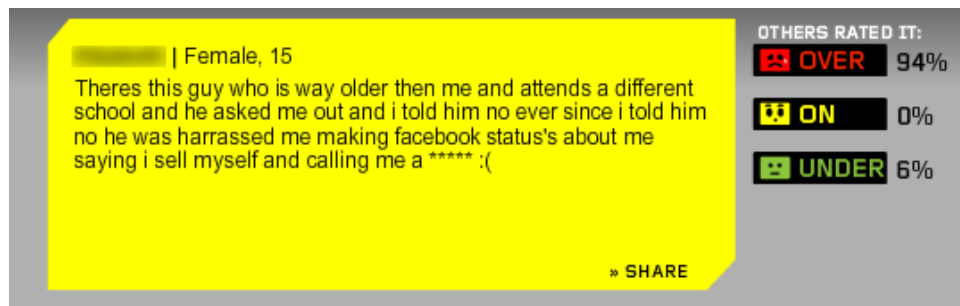 | Female, 15
Theres this guy who is way older then me and attends a different
school and he asked me out and i told him no ever since i told him
no he was harrassed me making facebook status's about me
saying i sell myself and calling me a ***** :(
» SHARE
OTHERS RATED IT:
OVER 94%
ON 0%
UNDER 6%